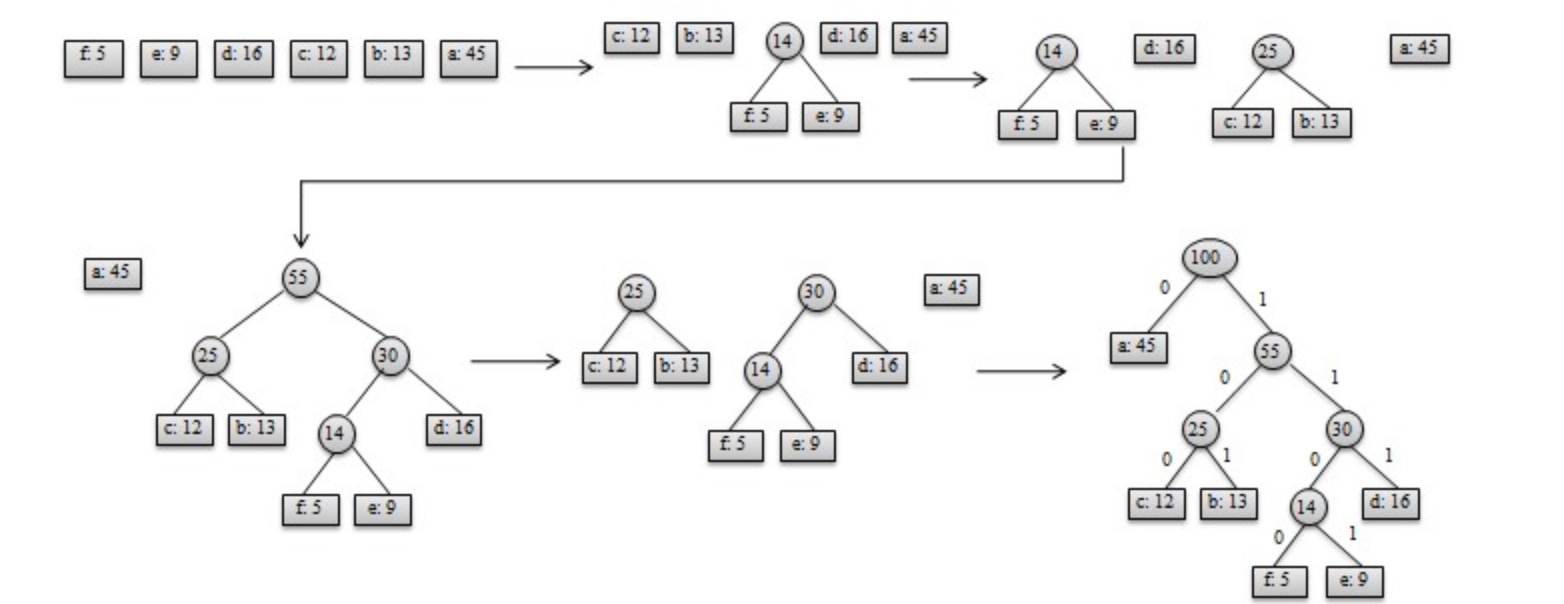 f: 5 e: 9 d: 16 c: 12 b: 13 a: 45
c: 12 b: 13 14 d: 16 a: 45
f: 5 e: 9
14 d: 16 25 a: 45
f: 5 e: 9 c: 12 b: 13
a: 45 55
25 30
c: 12 b: 13 14 d: 16
f: 5 e: 9
25 30 a: 45
c: 12 b: 13 14 d: 16
f: 5 e: 9
100
0 1
a: 45 55
0 1
25 30
0 1 0 1
c: 12 b: 13 14 d: 16
0 1
f: 5 e: 9